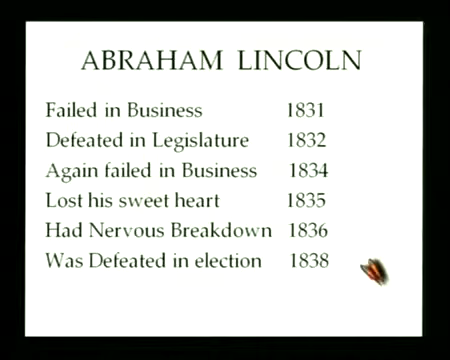 ABRAHAM LINCOLN
Failed in Business 1831
Defeated in Legislature 1832
Again failed in Business 1834
Lost his sweet heart 1835
Had Nervous Breakdown 1836
Was Defeated in election 1838